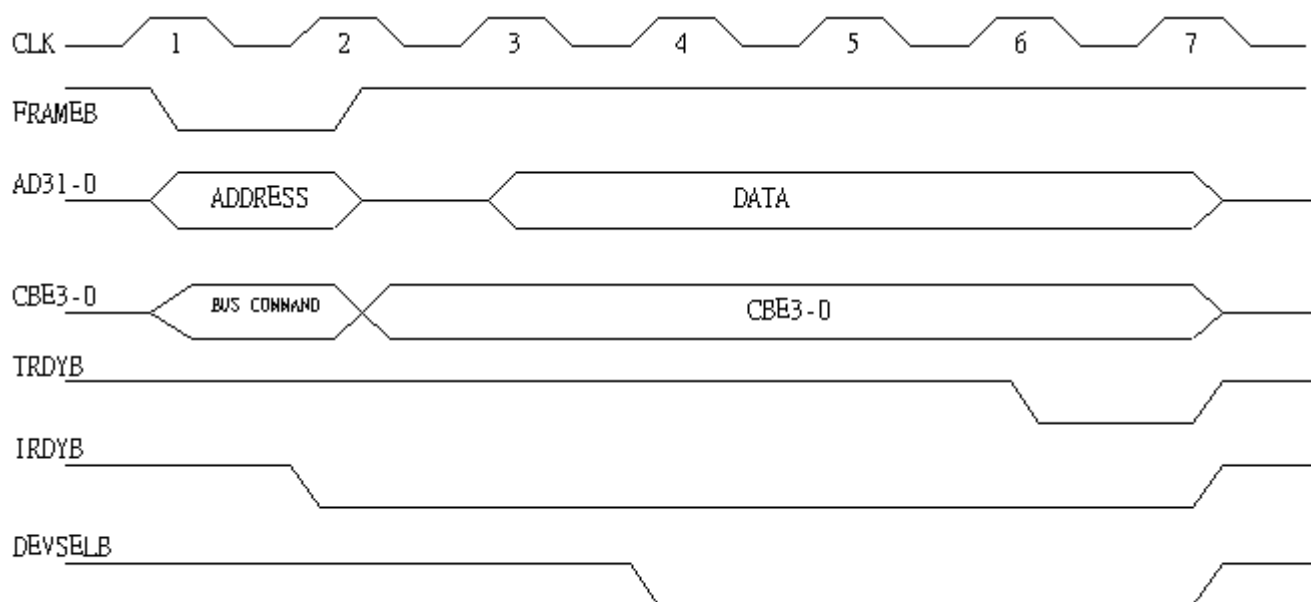 CLK 1 2 3 4 5 6 7
FRAMEB
AD31-0 ADDRESS DATA
CBE3-0 BUS COMMAND CBE3-0
TRDYB
IRDYB
DEVSELB